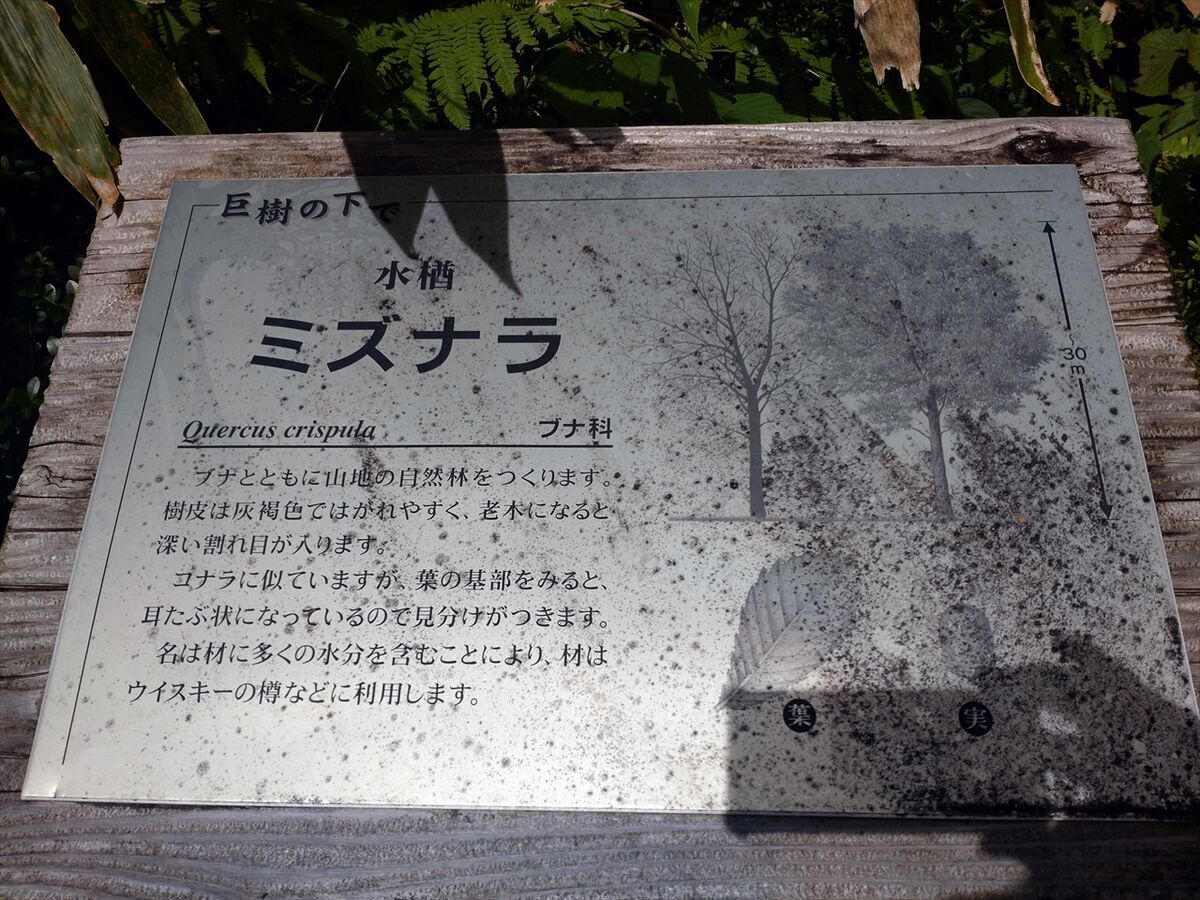 巨樹の下で
水楢
ミズナラ
Quercus crispula ブナ科
ブナとともに山地の自然林をつくります。
樹皮は灰褐色ではがれやすく、老木になると
深い割れ目が入ります。
コナラに似ていますが、葉の基部をみると、
耳たぶ状になっているので見分けがつきます。
名は材に多くの水分を含むことにより、材は
ウイスキーの樽などに利用します。
~30m
葉
実